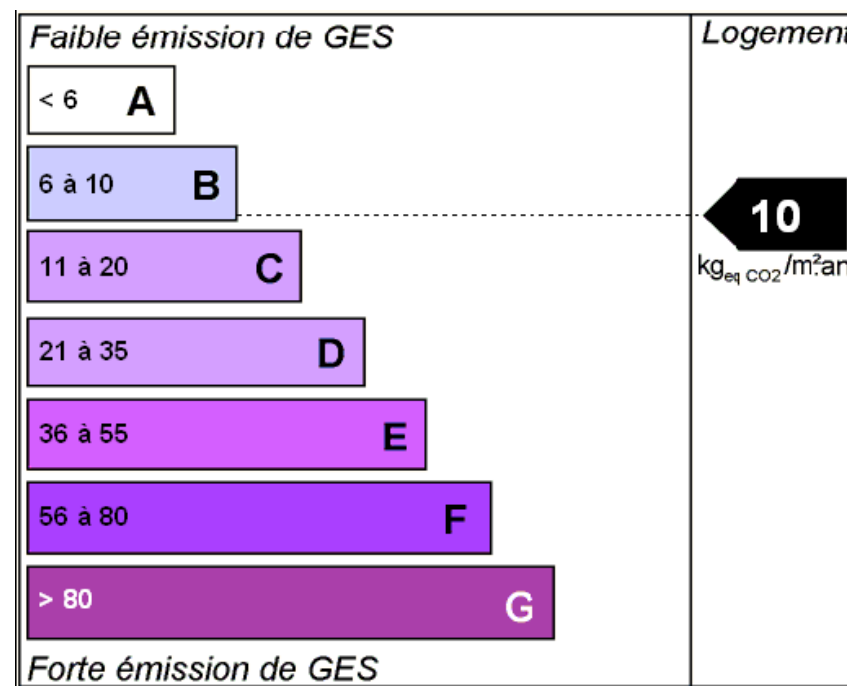 Faible émission de GES
Logement
< 6 A
6 à 10 B
10
kgeq CO2/m².an
11 à 20 C
21 à 35 D
36 à 55 E
56 à 80 F
> 80 G
Forte émission de GES